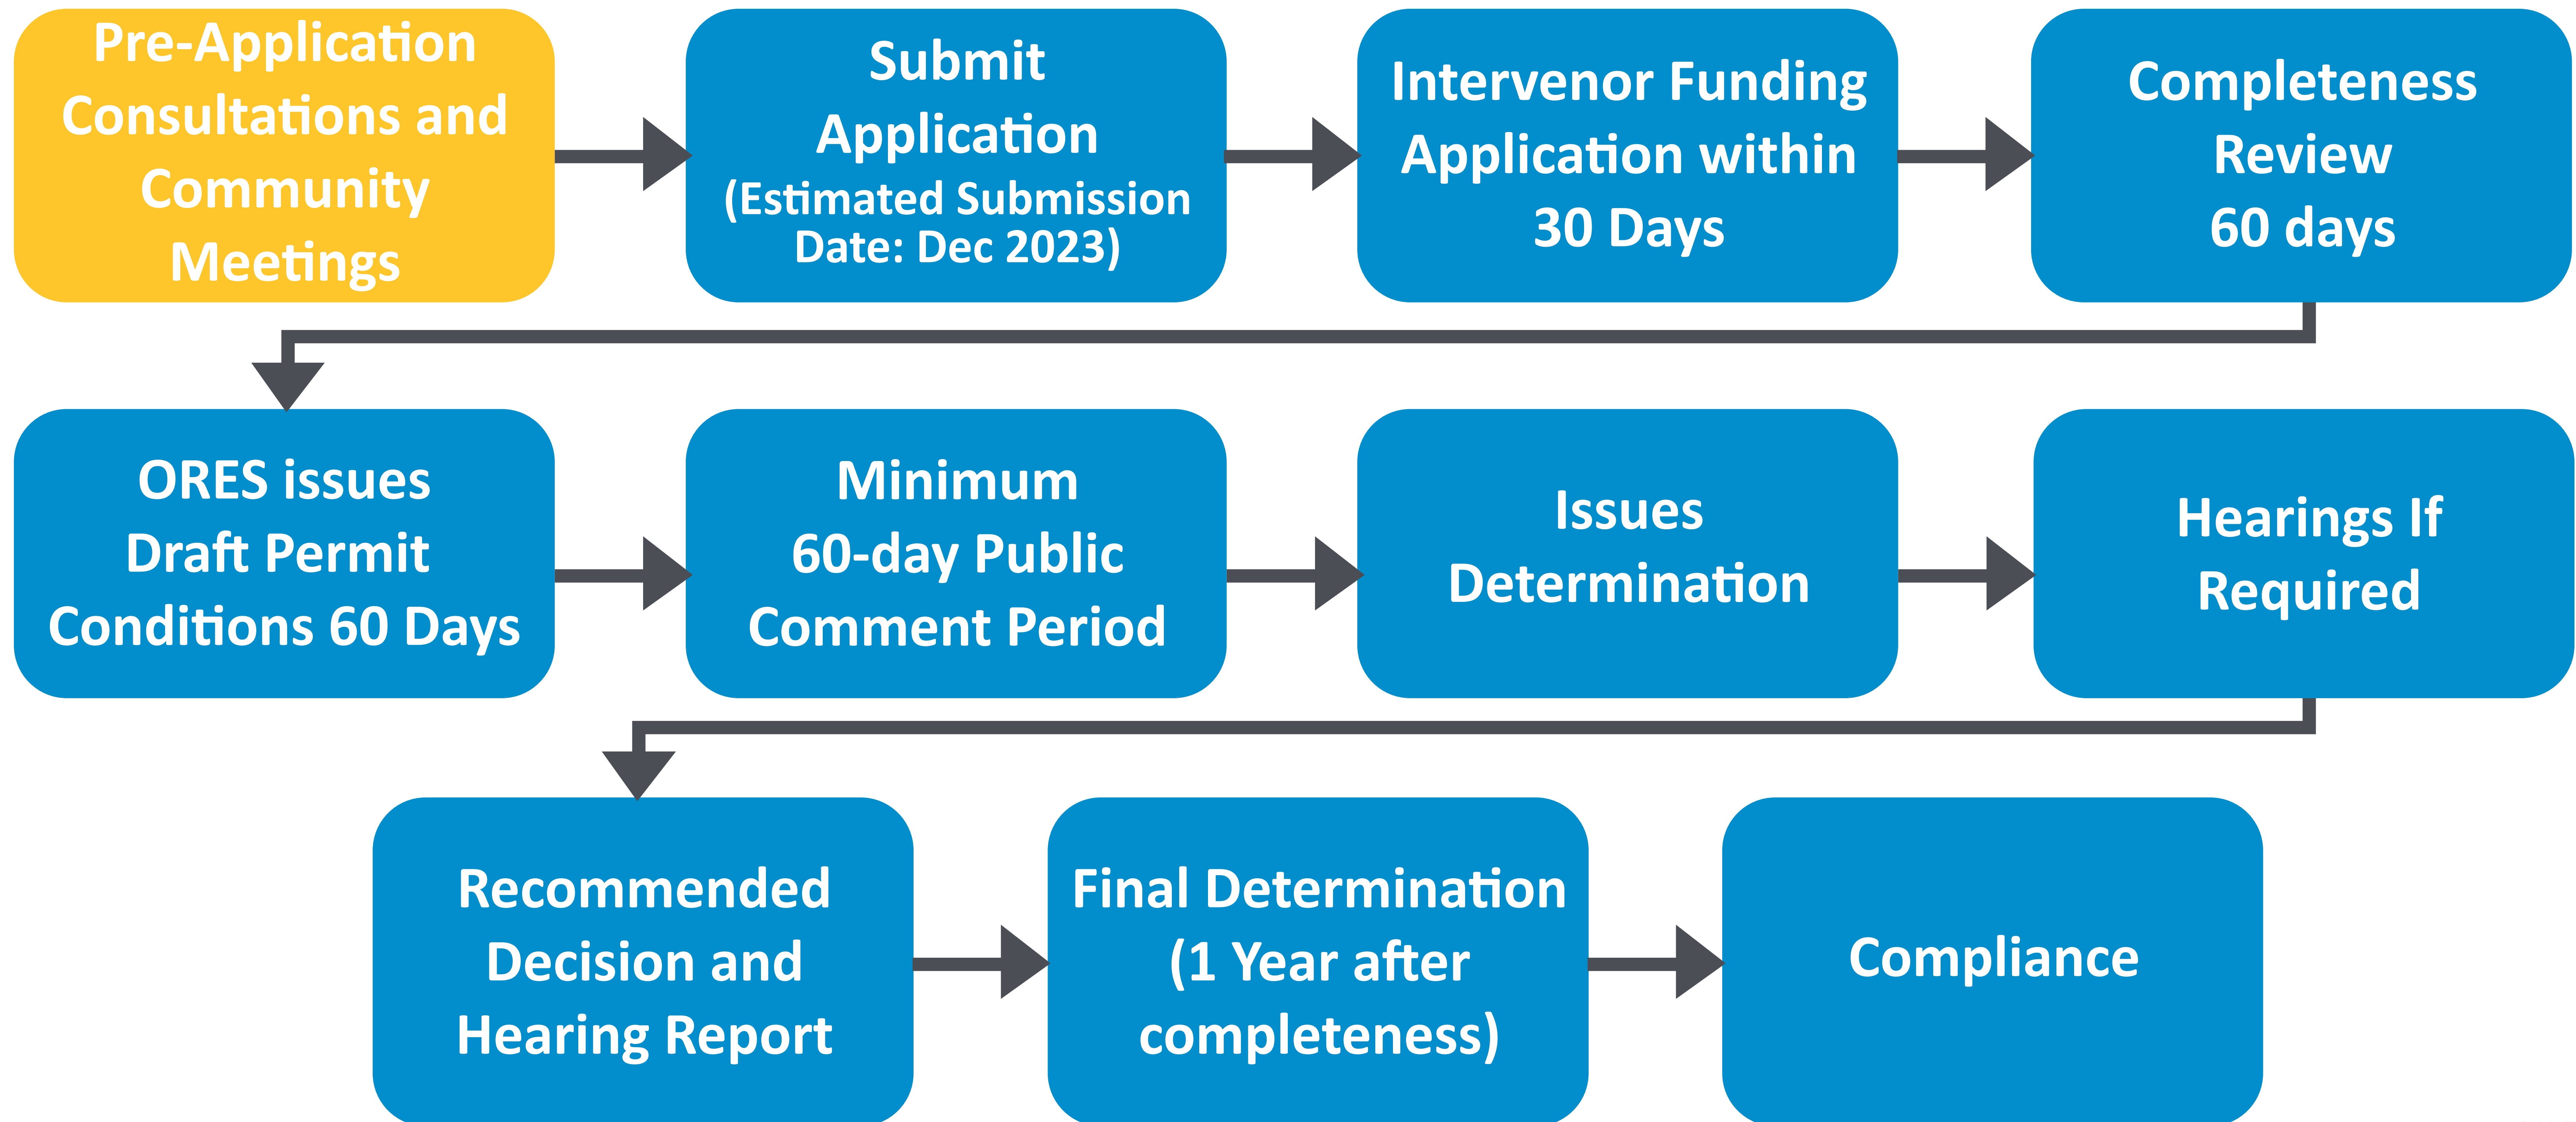 Pre-Application
Consultations and
Community
Meetings
Submit
Application
(Estimated Submission
Date: Dec 2023)
Intervenor Funding
Application within
30 Days
Completeness
Review
60 days
ORES issues
Draft Permit
Conditions 60 Days
Minimum
60-day Public
Comment Period
Issues
Determination
Hearings If
Required
Recommended
Decision and
Hearing Report
Final Determination
(1 Year after
completeness)
Compliance